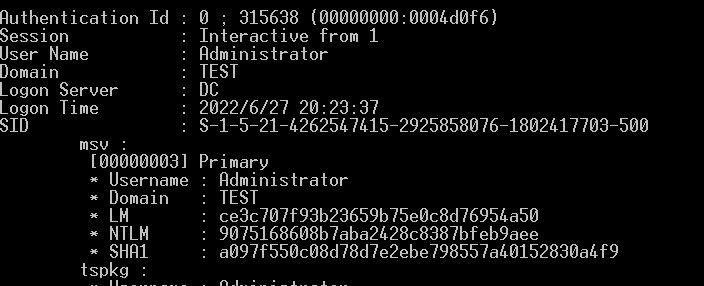 Authentication Id : 0 ; 315638 (00000000:0004d0f6)
Session           : Interactive from 1
User Name         : Administrator
Domain            : TEST
Logon Server      : DC
Logon Time        : 2022/6/27 20:23:37
SID               : S-1-5-21-4262547415-2925858076-1802417703-500
        msv :
         [00000003] Primary
         * Username : Administrator
         * Domain   : TEST
         * LM       : ce3c707f93b23659b75e0c8d76954a50
         * NTLM     : 9075168608b7aba2428c8387bfeb9aee
         * SHA1     : a097f550c08d78d7e2ebe798557a40152830a4f9
        tspkg :
         * Username : Administrator